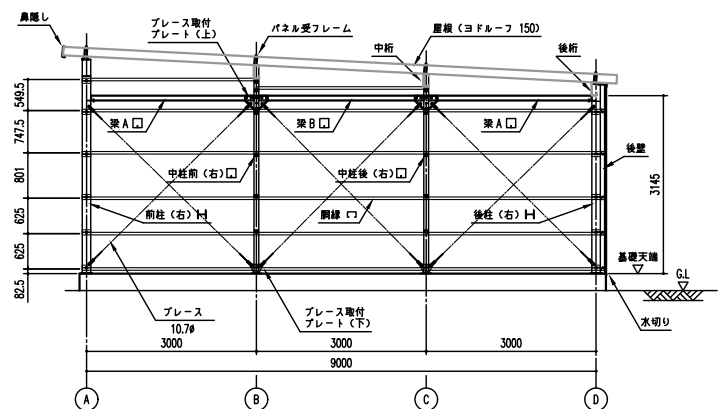 鼻隠し
ブレース取付
プレート（上）
パネル受フレーム
中桁
屋根（ヨドルーフ 150）
後桁
549.5
747.5
801
625
625
82.5
梁A
梁B
梁A
中柱前（右）
中柱後（右）
後壁
3145
前柱（右）
胴縁
後柱（右）
基礎天端
G.L
水切り
ブレース
10.7φ
ブレース取付
プレート（下）
3000
3000
3000
9000
A
B
C
D